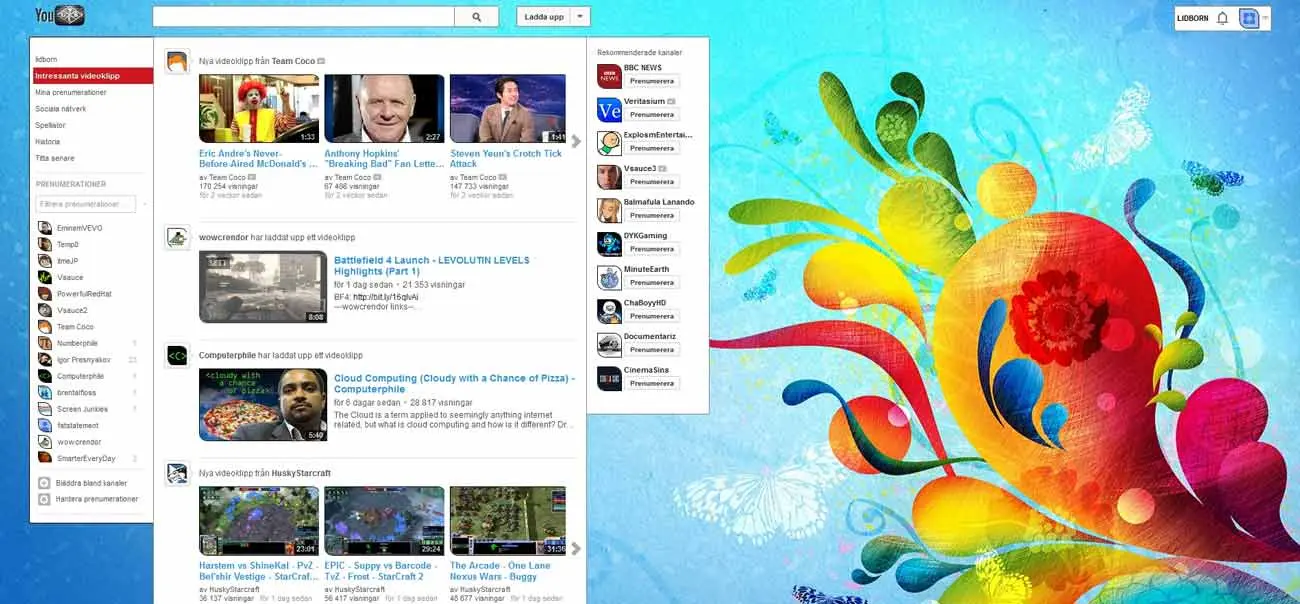 You
Ladda upp
LIDBORN
lidborn
Intressanta videoklipp
Mina prenumerationer
Sociala nätverk
Spellistor
Historia
Titta senare
PRENUMERATIONER
Filtrera prenumerationer
EminemVEVO
Temp0
ilmeJP
Vsauce
PowerfulRedHat
Vsauce2
Team Coco
Numberphile
Igor Presnyakov 23
Computerphile
brentalfloss
Screen Junkies
fatstatement
wowcrendor
SmarterEveryDay
Bläddra bland kanaler
Hantera prenumerationer
Nya videoklipp från Team Coco
1:33
2:27
1:41
Eric Andre's Never-
Before-Aired McDonald's ...
av Team Coco
170 254 visningar
för 2 veckor sedan
Anthony Hopkins'
"Breaking Bad" Fan Lette...
av Team Coco
67 486 visningar
för 2 veckor sedan
Steven Yeun's Crotch Tick
Attack
av Team Coco
147 733 visningar
för 2 veckor sedan
wowcrendor har laddat upp ett videoklipp
8:08
Battlefield 4 Launch - LEVOLUTIN LEVELS
Highlights (Part 1)
för 1 dag sedan • 21 353 visningar
BF4: http://bit.ly/16qlvAi
---wowcrendor links---...
<C>
Computerphile har laddat upp ett videoklipp
cloudy with
a chance
of pizza
5:40
Cloud Computing (Cloudy with a Chance of Pizza) -
Computerphile
för 6 dagar sedan • 28 817 visningar
The Cloud is a term applied to seemingly anything internet
related, but what is cloud computing and how is it different? Dr...
Nya videoklipp från HuskyStarcraft
23:01
29:24
31:36
Harstem vs ShineKal - PvZ -
Bel'shir Vestige - StarCraf...
av HuskyStarcraft
36 137 visningar för 1 dag sedan
EPIC - Suppy vs Barcode -
TvZ - Frost - StarCraft 2
av HuskyStarcraft
56 417 visningar för 1 dag sedan
The Arcade - One Lane
Nexus Wars - Buggy
av HuskyStarcraft
48 677 visningar för 1 dag sedan
Rekommenderade kanaler
BBC
NEWS
BBC NEWS
Prenumerera
Ve
Veritasium
Prenumerera
ExplosmEntertai...
Prenumerera
Vsauce3
Prenumerera
Balmafula Lanando
Prenumerera
DYKGaming
Prenumerera
MinuteEarth
Prenumerera
ChaBoyyHD
Prenumerera
Documentariz
Prenumerera
CinemaSins
Prenumerera